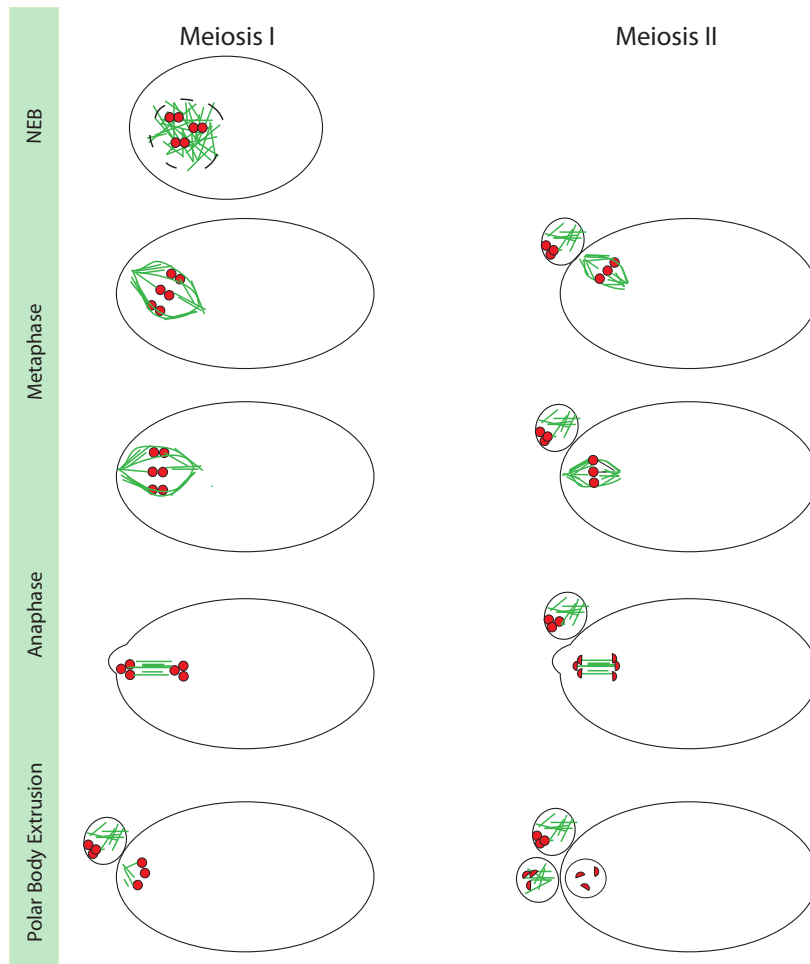 Meiosis I
Meiosis II
NEB
Metaphase
Anaphase
Polar Body Extrusion